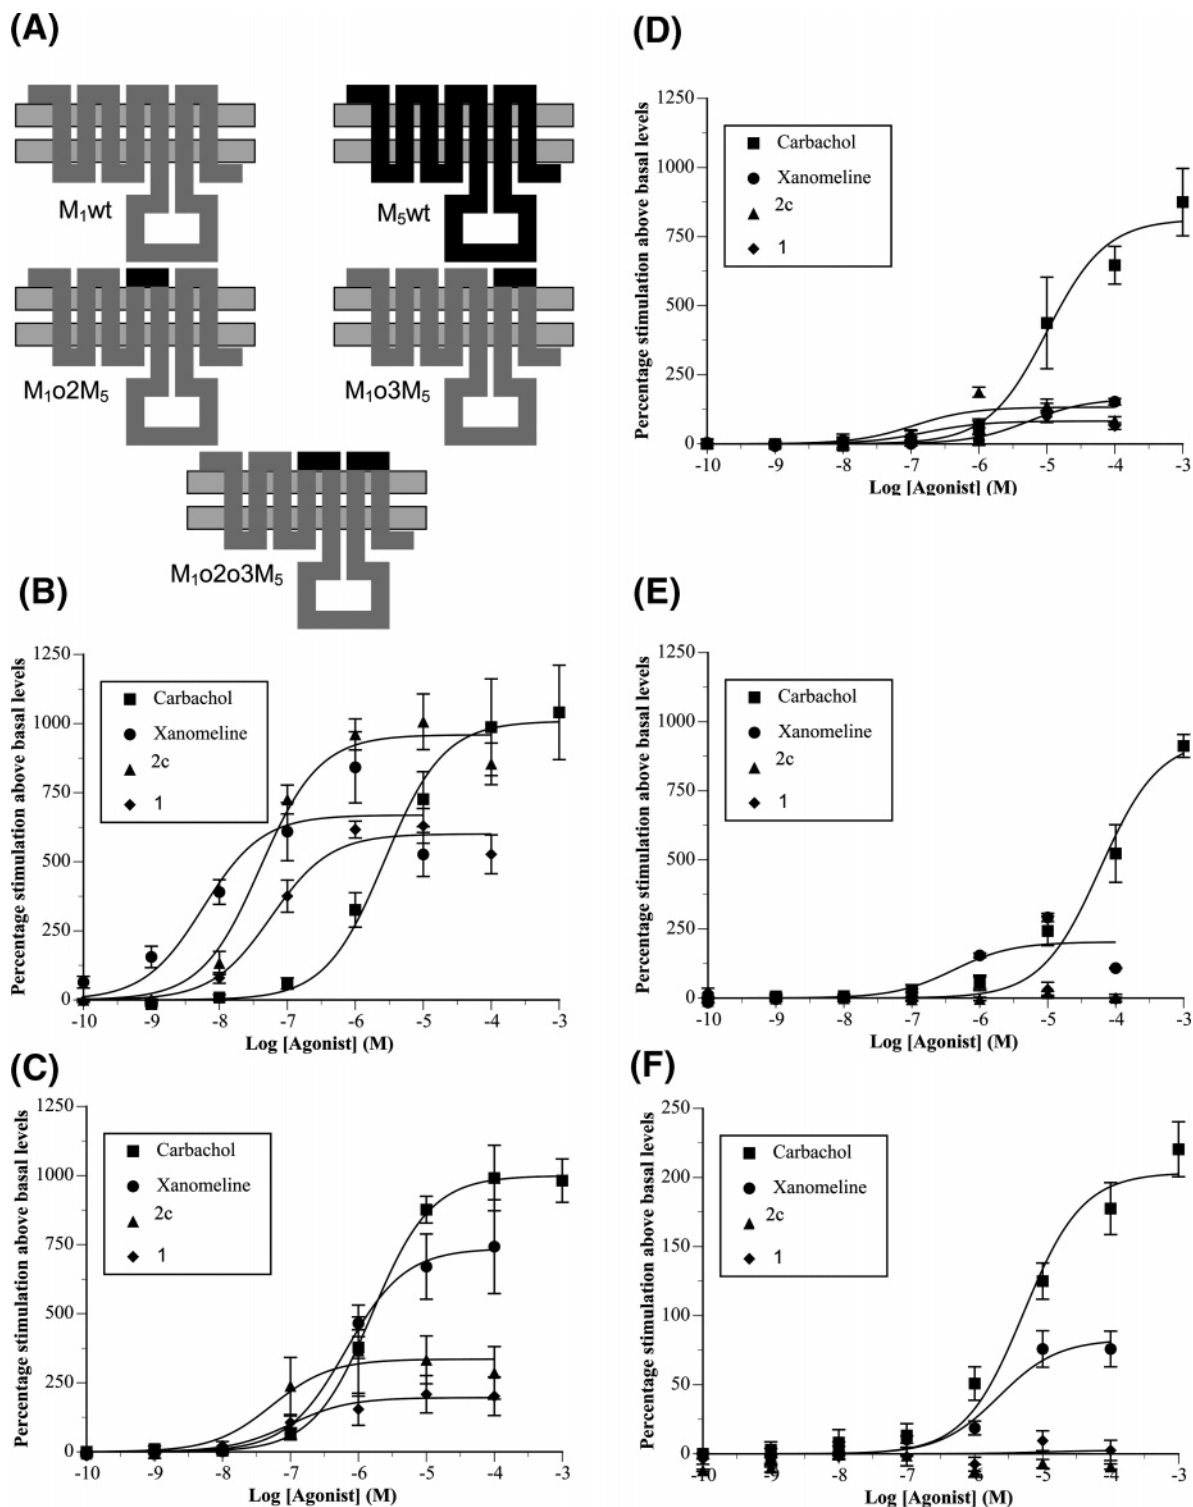 (A)
M₁wt
M₅wt
M₁o2M₅
M₁o3M₅
M₁o2o3M₅
(B)
Percentage stimulation above basal levels
1250
1000
750
500
250
0
Carbachol
Xanomeline
2c
1
-10 -9 -8 -7 -6 -5 -4 -3
Log [Agonist] (M)
(C)
Percentage stimulation above basal levels
1250
1000
750
500
250
0
Carbachol
Xanomeline
2c
1
-10 -9 -8 -7 -6 -5 -4 -3
Log [Agonist] (M)
(D)
Percentage stimulation above basal levels
1250
1000
750
500
250
0
Carbachol
Xanomeline
2c
1
-10 -9 -8 -7 -6 -5 -4 -3
Log [Agonist] (M)
(E)
Percentage stimulation above basal levels
1250
1000
750
500
250
0
Carbachol
Xanomeline
2c
1
-10 -9 -8 -7 -6 -5 -4 -3
Log [Agonist] (M)
(F)
Percentage stimulation above basal levels
250
200
150
100
50
0
Carbachol
Xanomeline
2c
1
-10 -9 -8 -7 -6 -5 -4 -3
Log [Agonist] (M)